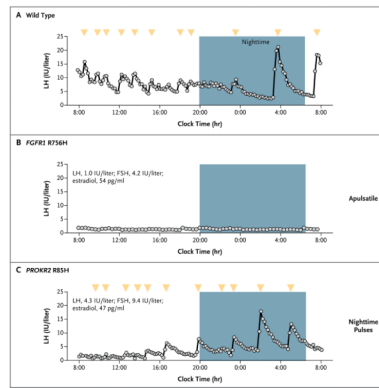 A Wild Type
Nighttime
25
20
15
10
5
0
LH (IU/liter)
8:00 12:00 16:00 20:00 0:00 4:00 8:00
Clock Time (hr)
B FGFR1 R756H
25
20
15
10
5
0
LH (IU/liter)
LH, 1.0 IU/liter; FSH, 4.2 IU/liter;
estradiol, 54 pg/ml
Apulsatile
8:00 12:00 16:00 20:00 0:00 4:00 8:00
Clock Time (hr)
C PROKR2 R85H
25
20
15
10
5
0
LH (IU/liter)
LH, 4.3 IU/liter; FSH, 9.4 IU/liter;
estradiol, 47 pg/ml
Nighttime
Pulses
8:00 12:00 16:00 20:00 0:00 4:00 8:00
Clock Time (hr)